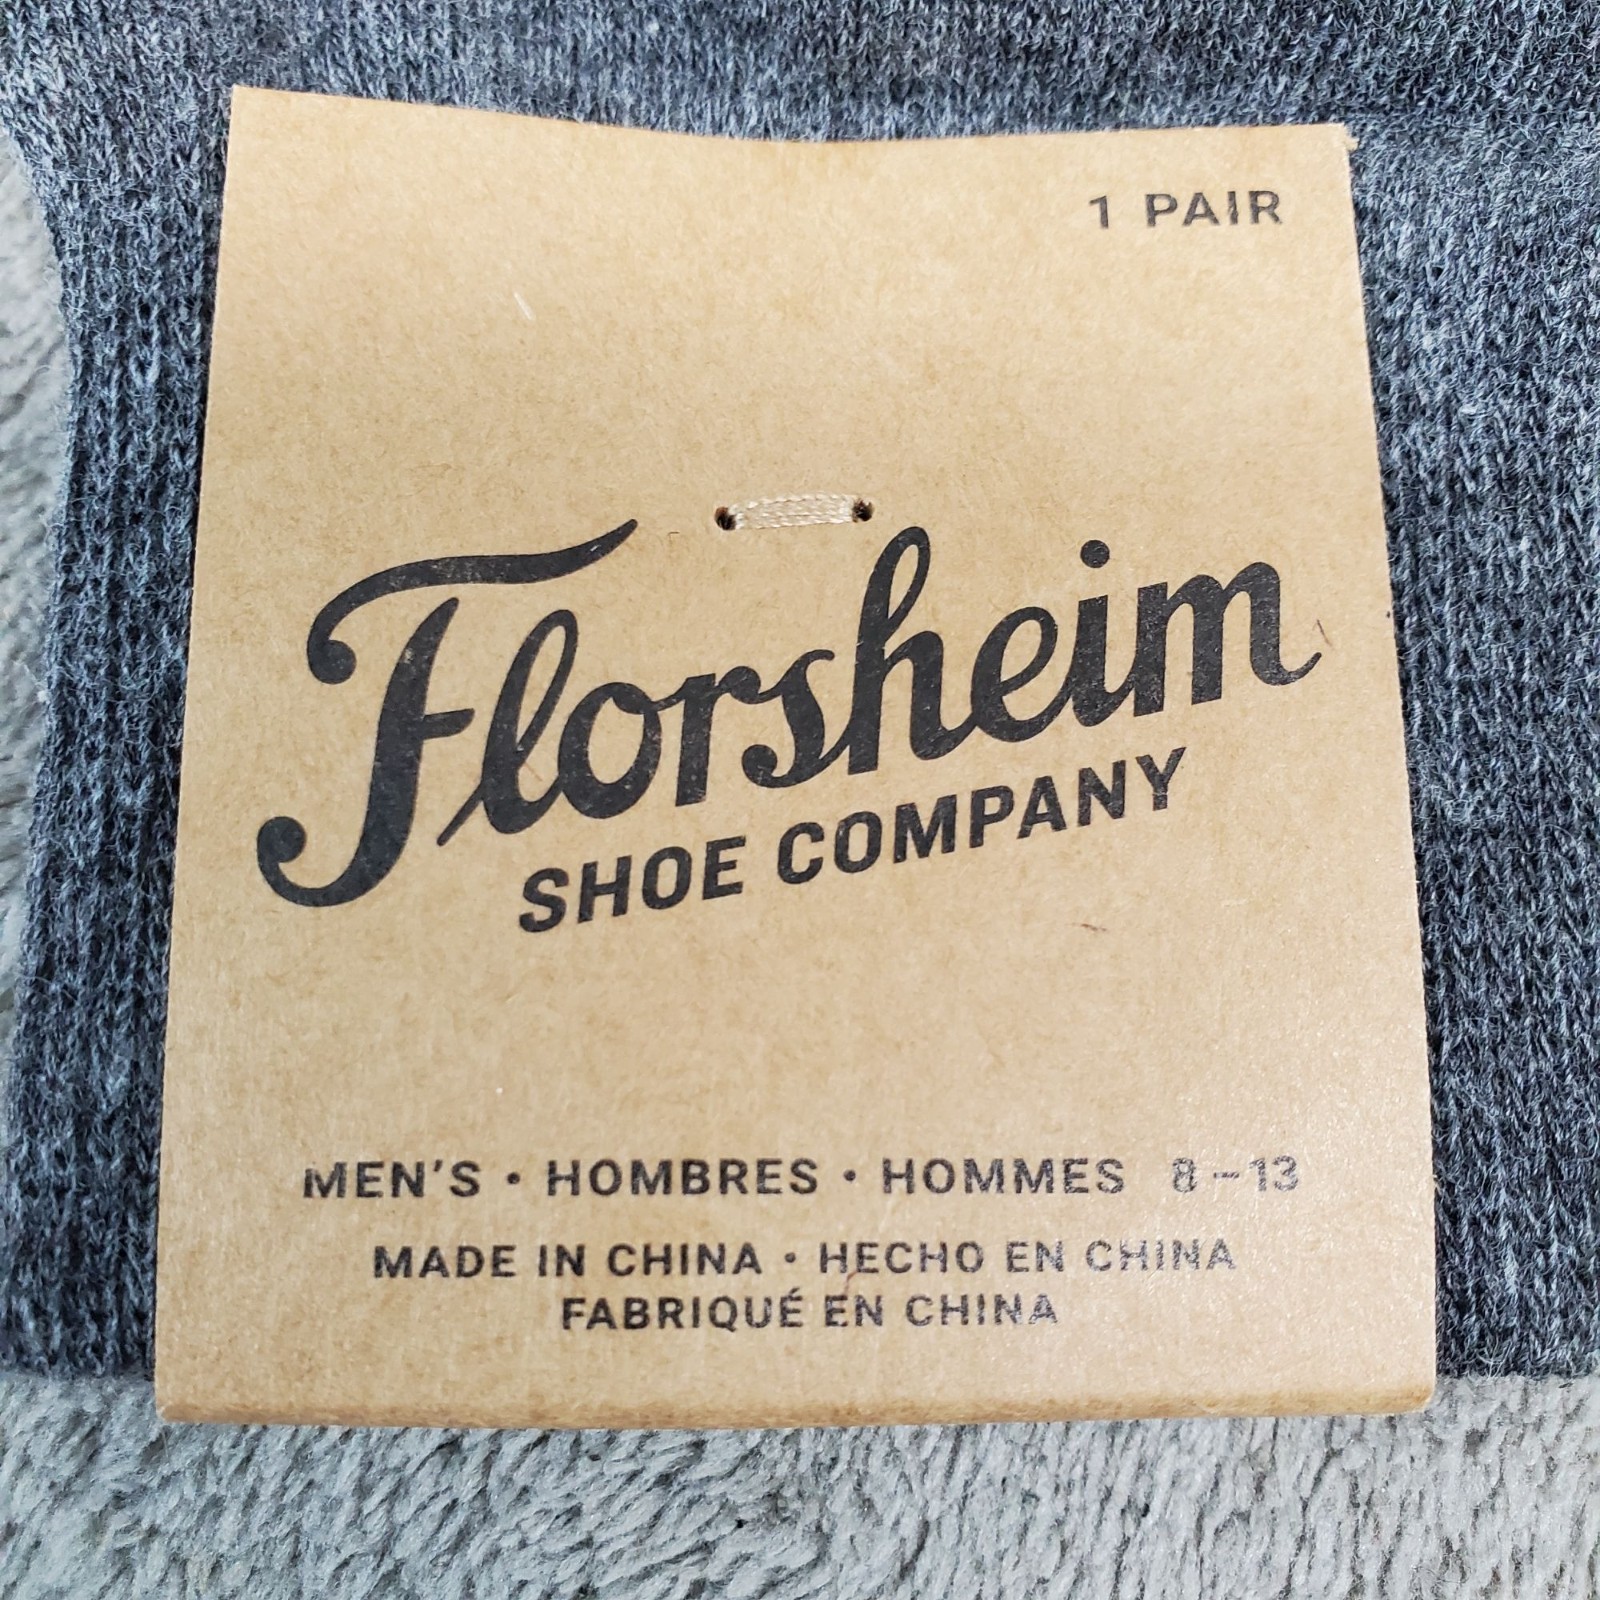 1 PAIR
Florsheim
SHOE COMPANY
MEN'S • HOMBRES • HOMMES 8–13
MADE IN CHINA • HECHO EN CHINA
FABRIQUÉ EN CHINA